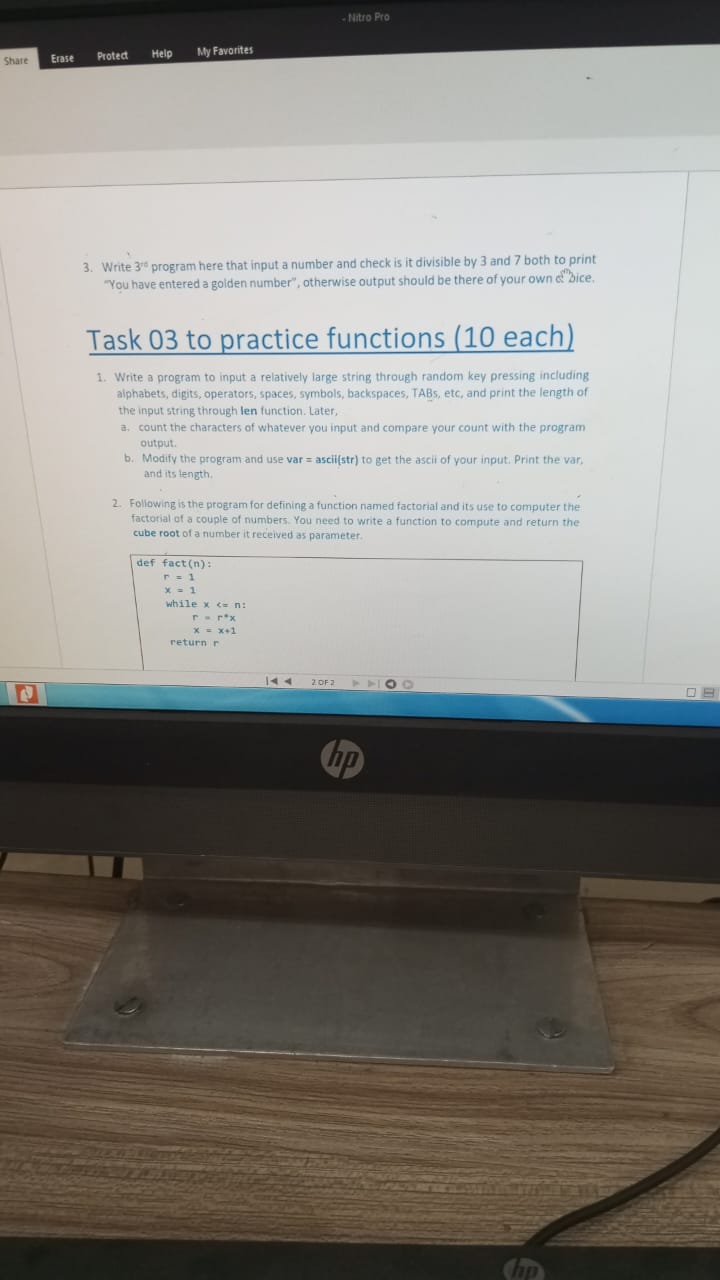 - Nitro Pro
Share Erase Protect Help My Favorites
3. Write 3rd program here that input a number and check is it divisible by 3 and 7 both to print
"You have entered a golden number", otherwise output should be there of your own
Task 03 to practice functions (10 each)
1. Write a program to input a relatively large string through random key pressing including
alphabets, digits, operators, spaces, symbols, backspaces, TABs, etc, and print the length of
the input string through len function. Later,
a. count the characters of whatever you input and compare your count with the program
output.
b. Modify the program and use var = ascii(str) to get the ascii of your input. Print the var,
and its length.
2. Following is the program for defining a function named factorial and its use to computer the
factorial of a couple of numbers. You need to write a function to compute and return the
cube root of a number it received as parameter.
def fact(n):
r = 1
x = 1
while x <= n:
r = r*x
x = x+1
return r
2 OF 2
hp
hp